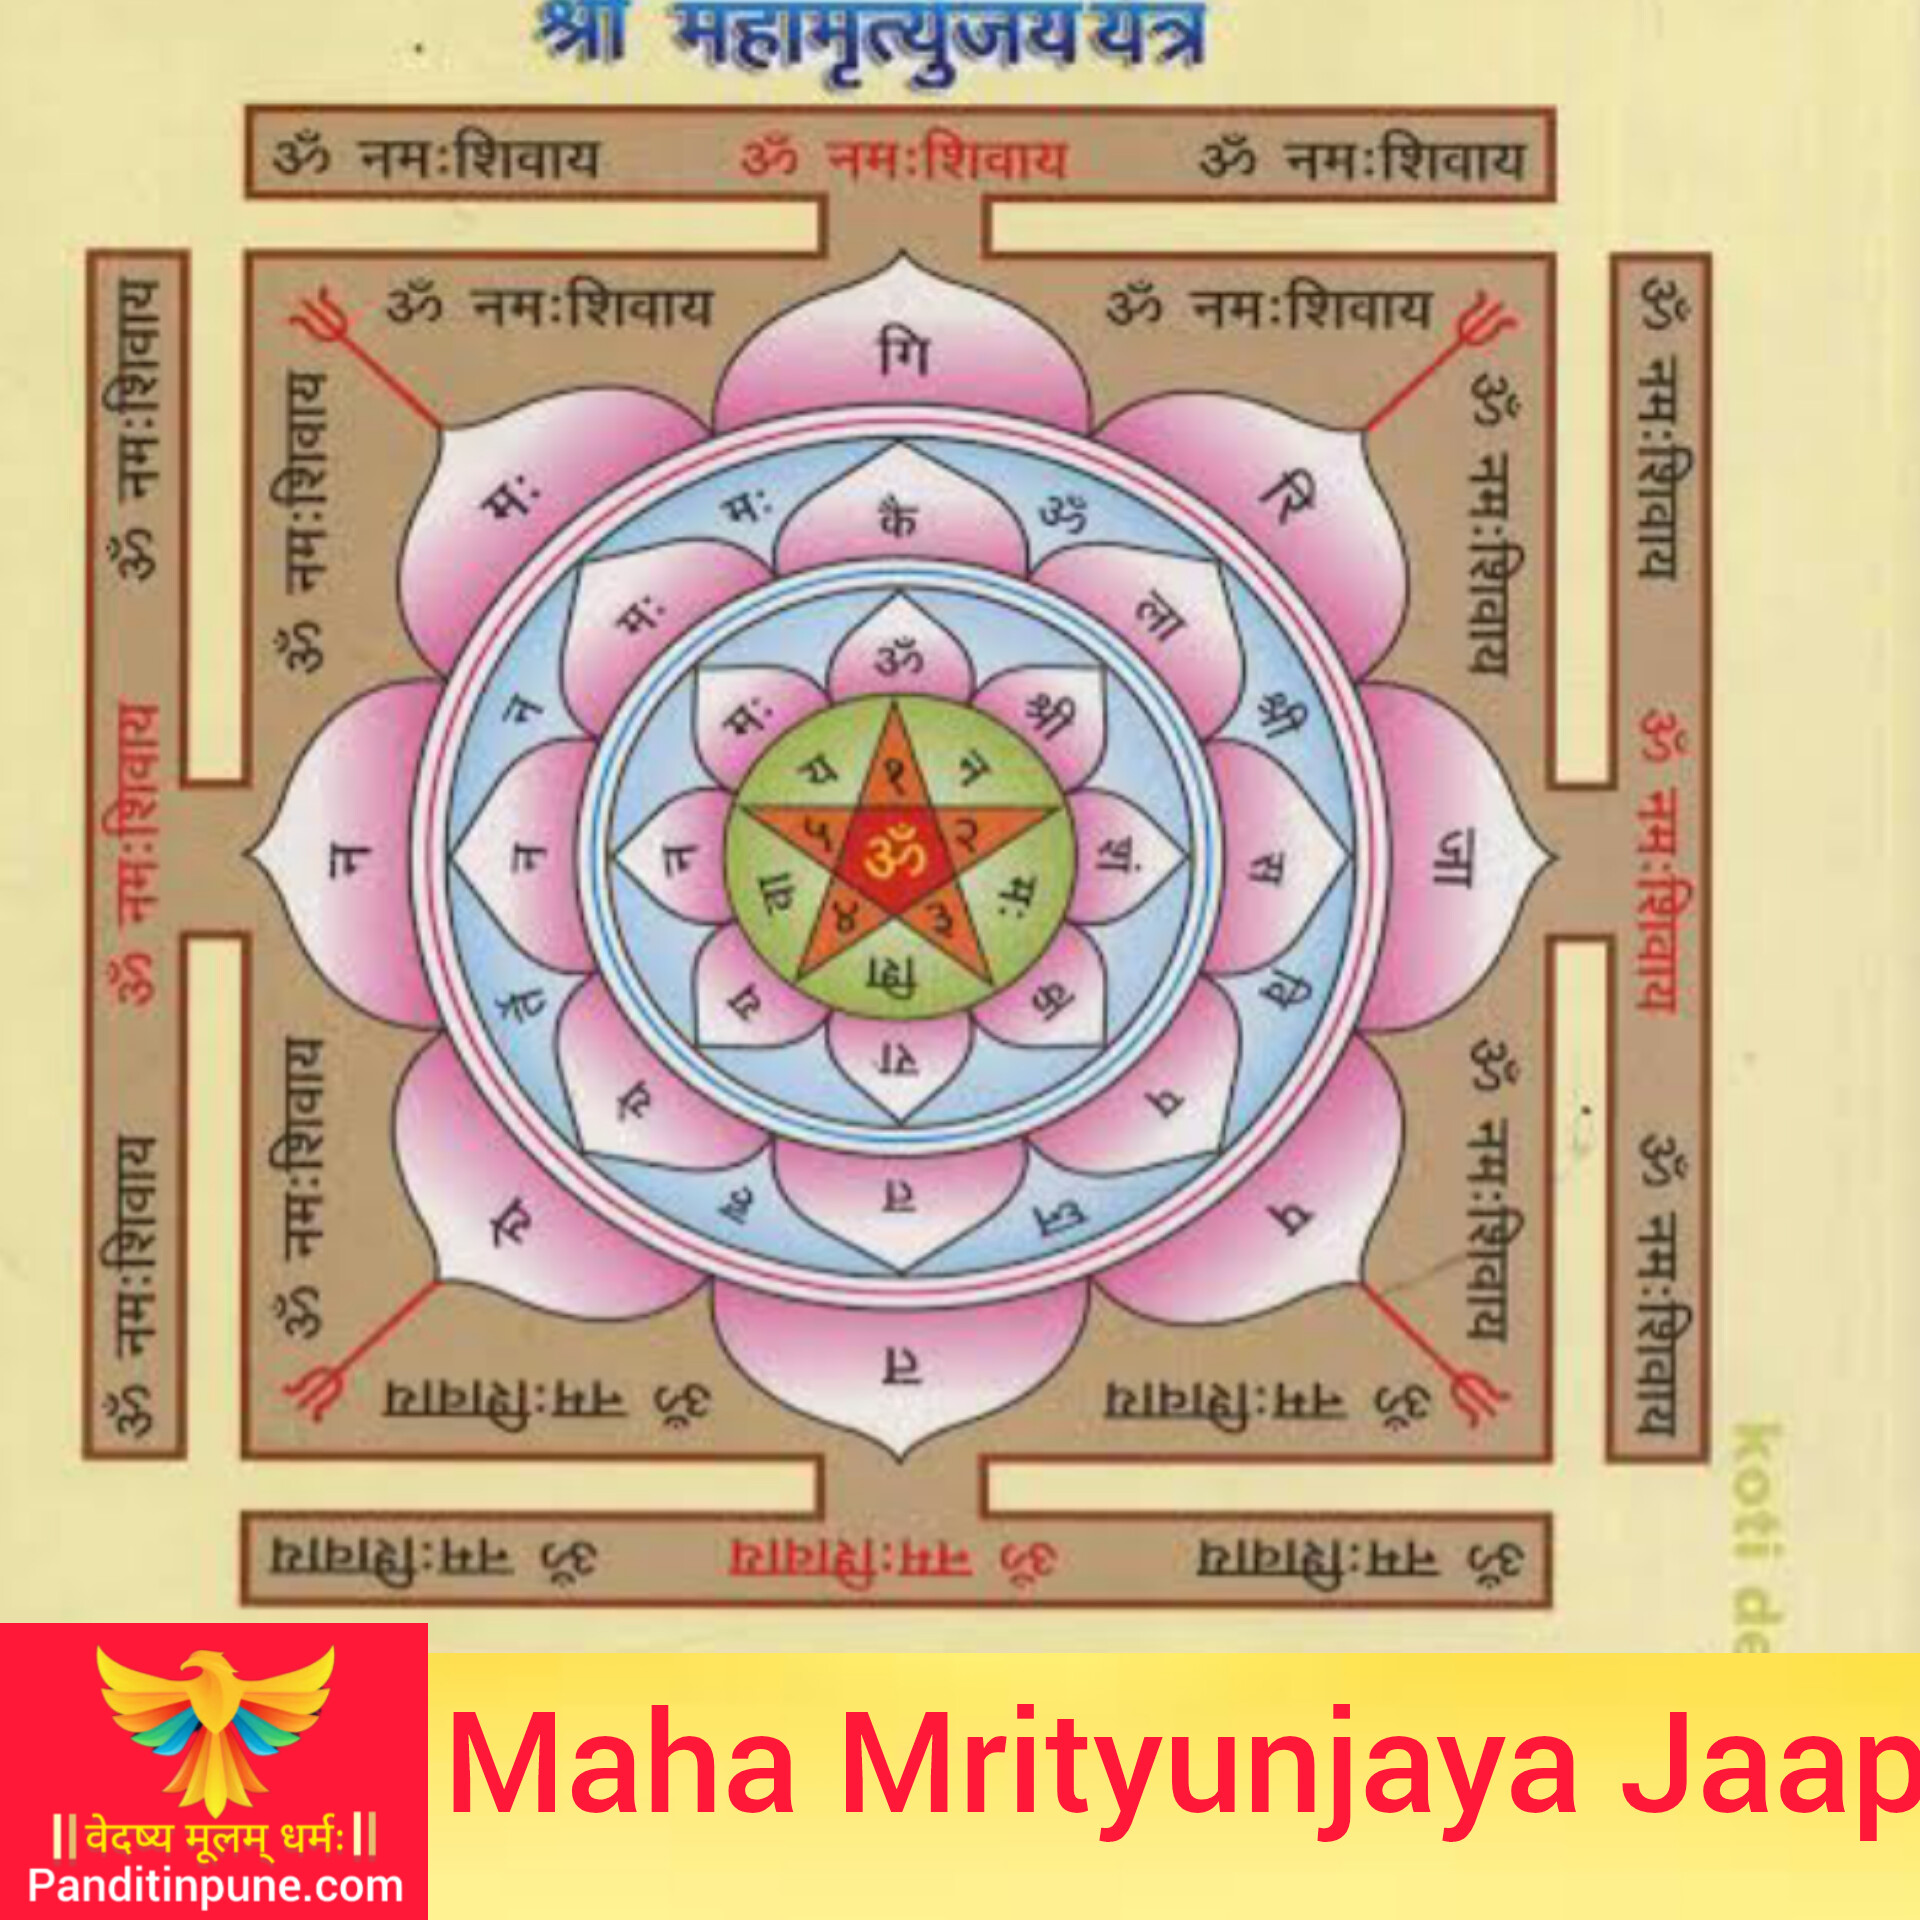 श्री महामृत्युंजय यंत्र
ॐ नमःशिवाय ॐ नमःशिवाय ॐ नमःशिवाय
ॐ नमःशिवाय ॐ नमःशिवाय
ॐ नमःशिवाय ॐ नमःशिवाय ॐ नमःशिवाय
ॐ नमःशिवाय ॐ नमःशिवाय
गि
रि
जा
प
त
ये
न
मः
कै
ला
स
प
त
ये
न
मः
ॐ
श्री
वि
न
मः
ॐ
श्री
शं
क
रा
य
न
मः
न
मः
शि
वा
य
१
२
३
४
५
ॐ
ॐ नमःशिवाय ॐ नमःशिवाय
ॐ नमःशिवाय ॐ नमःशिवाय ॐ नमःशिवाय
ॐ नमःशिवाय ॐ नमःशिवाय
ॐ नमःशिवाय ॐ नमःशिवाय ॐ नमःशिवाय
koti de
||वेदष्य मूलम् धर्मः||
Panditinpune.com
Maha Mrityunjaya Jaap